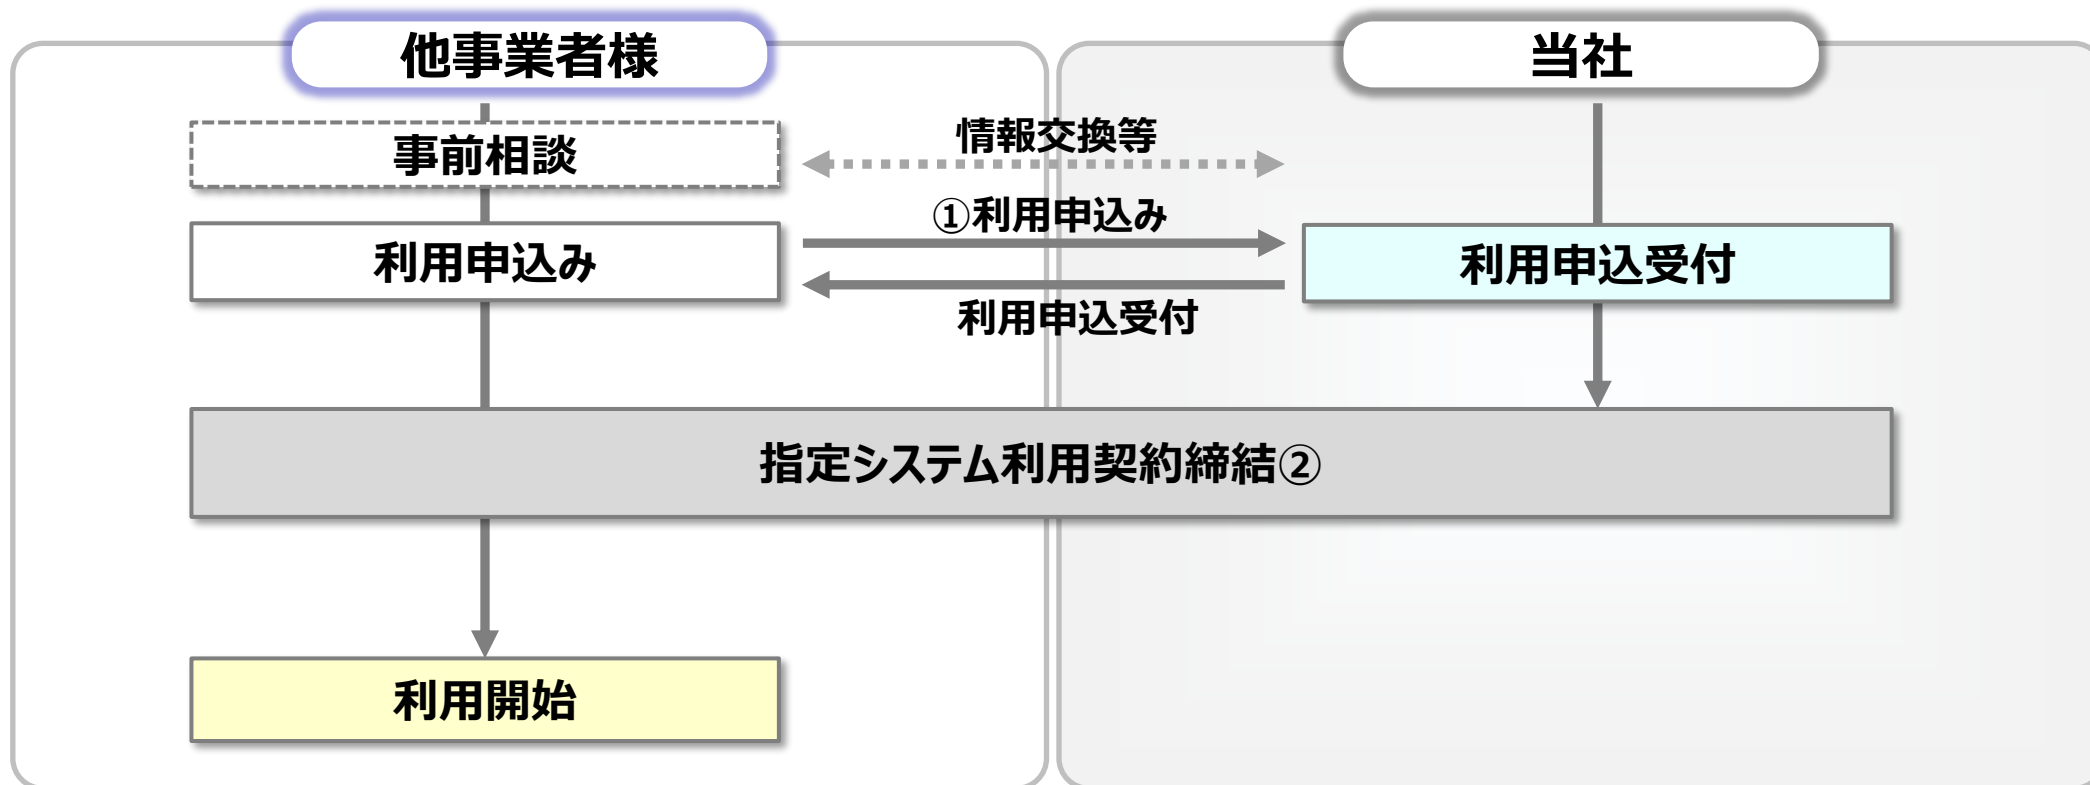 他事業者様
当社
事前相談
情報交換等
①利用申込み
利用申込み
利用申込受付
利用申込受付
指定システム利用契約締結②
利用開始